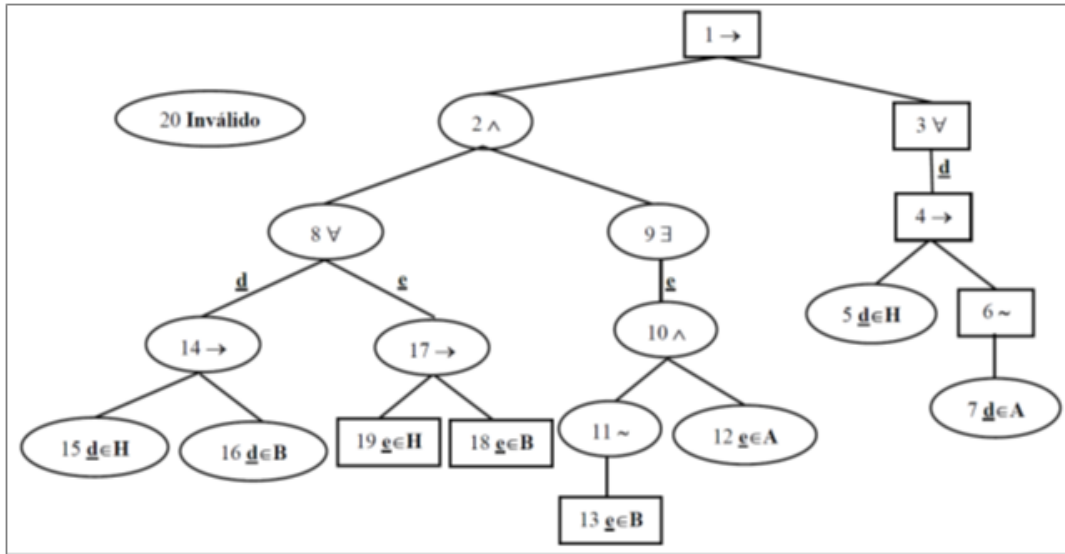 1 →
20 Inválido
2 ∧
3 ∀
d
8 ∀
9 ∃
4 →
d
e
e
5 d∈H
6 ~
14 →
17 →
10 ∧
7 d∈A
15 d∈H
16 d∈B
19 e∈H
18 e∈B
11 ~
12 e∈A
13 e∈B